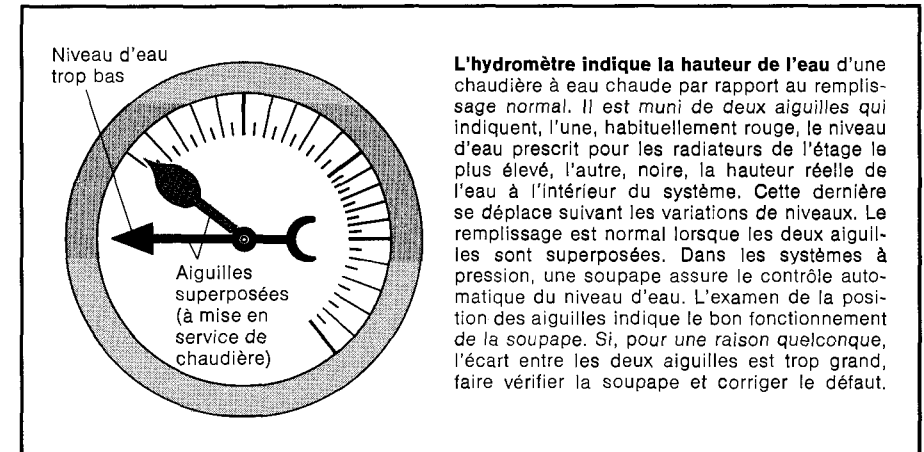 Niveau d'eau
trop bas
Aiguilles
superposées
(à mise en
service de
chaudière)
L'hydromètre indique la hauteur de l'eau d'une
chaudière à eau chaude par rapport au remplis-
sage normal. Il est muni de deux aiguilles qui
indiquent, l'une, habituellement rouge, le niveau
d'eau prescrit pour les radiateurs de l'étage le
plus élevé, l'autre, noire, la hauteur réelle de
l'eau à l'intérieur du système. Cette dernière
se déplace suivant les variations de niveaux. Le
remplissage est normal lorsque les deux aiguil-
les sont superposées. Dans les systèmes à
pression, une soupape assure le contrôle auto-
matique du niveau d'eau. L'examen de la posi-
tion des aiguilles indique le bon fonctionnement
de la soupape. Si, pour une raison quelconque,
l'écart entre les deux aiguilles est trop grand,
faire vérifier la soupape et corriger le défaut.